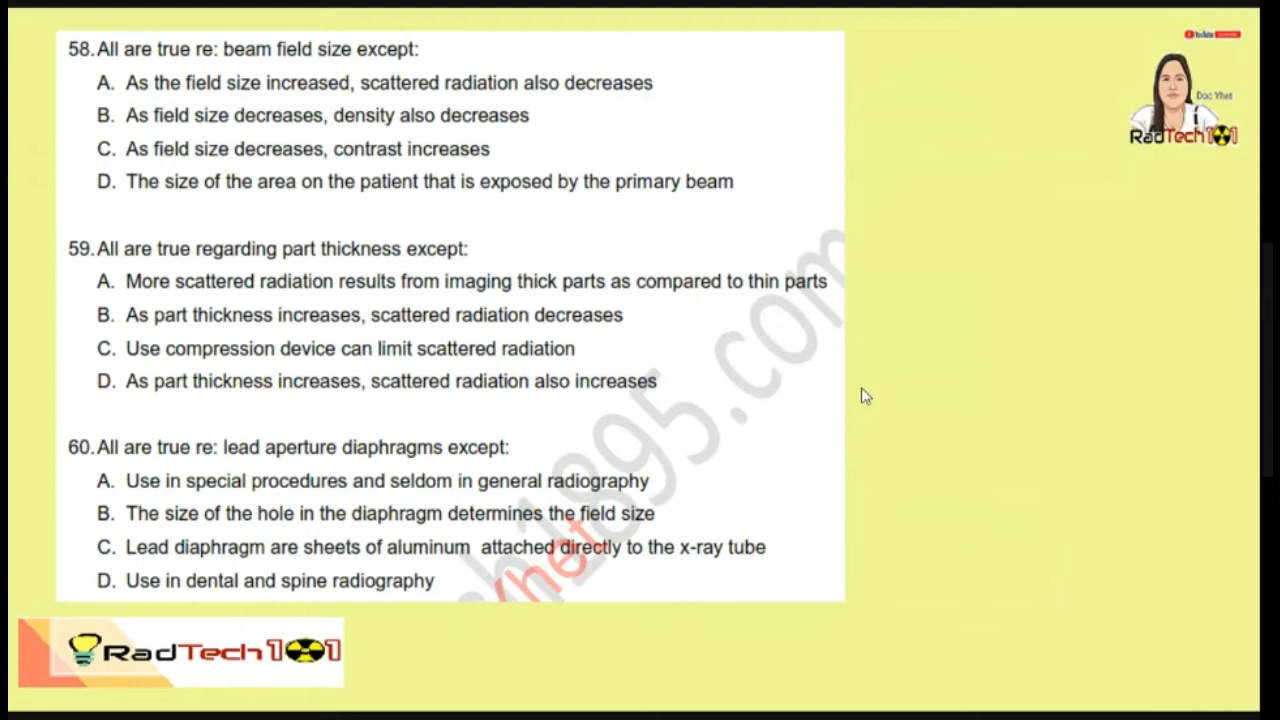 58. All are true re: beam field size except:
A. As the field size increased, scattered radiation also decreases
B. As field size decreases, density also decreases
C. As field size decreases, contrast increases
D. The size of the area on the patient that is exposed by the primary beam
59. All are true regarding part thickness except:
A. More scattered radiation results from imaging thick parts as compared to thin parts
B. As part thickness increases, scattered radiation decreases
C. Use compression device can limit scattered radiation
D. As part thickness increases, scattered radiation also increases
60. All are true re: lead aperture diaphragms except:
A. Use in special procedures and seldom in general radiography
B. The size of the hole in the diaphragm determines the field size
C. Lead diaphragm are sheets of aluminum attached directly to the x-ray tube
D. Use in dental and spine radiography
h1895.com
Yhet
YouTube
Doc Yhet
RadTech101
RadTech101